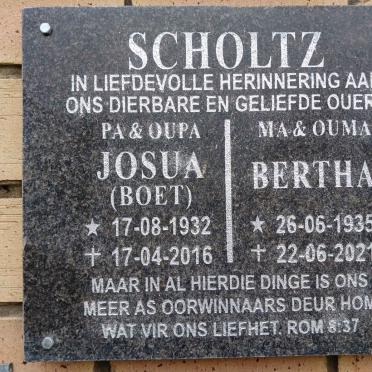 SCHOLTZ
IN LIEFDEVOLLE HERINNERING AAN
ONS DIERBARE EN GELIEFDE OUERS
PA & OUPA
JOSUA
(BOET)
★ 17-08-1932
✝ 17-04-2016
MA & OUMA
BERTHA
★ 26-06-1935
✝ 22-06-2021
MAAR IN AL HIERDIE DINGE IS ONS
MEER AS OORWINNAARS DEUR HOM
WAT VIR ONS LIEFHET. ROM 8:37